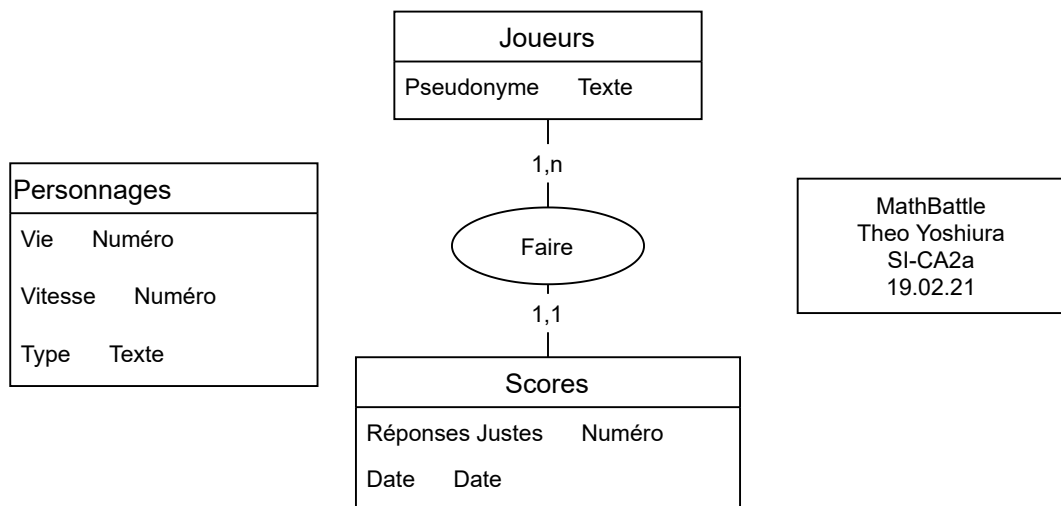 Joueurs
Pseudonyme Texte
1,n
Faire
1,1
Scores
Réponses Justes Numéro
Date Date
Personnages
Vie Numéro
Vitesse Numéro
Type Texte
MathBattle
Theo Yoshiura
SI-CA2a
19.02.21